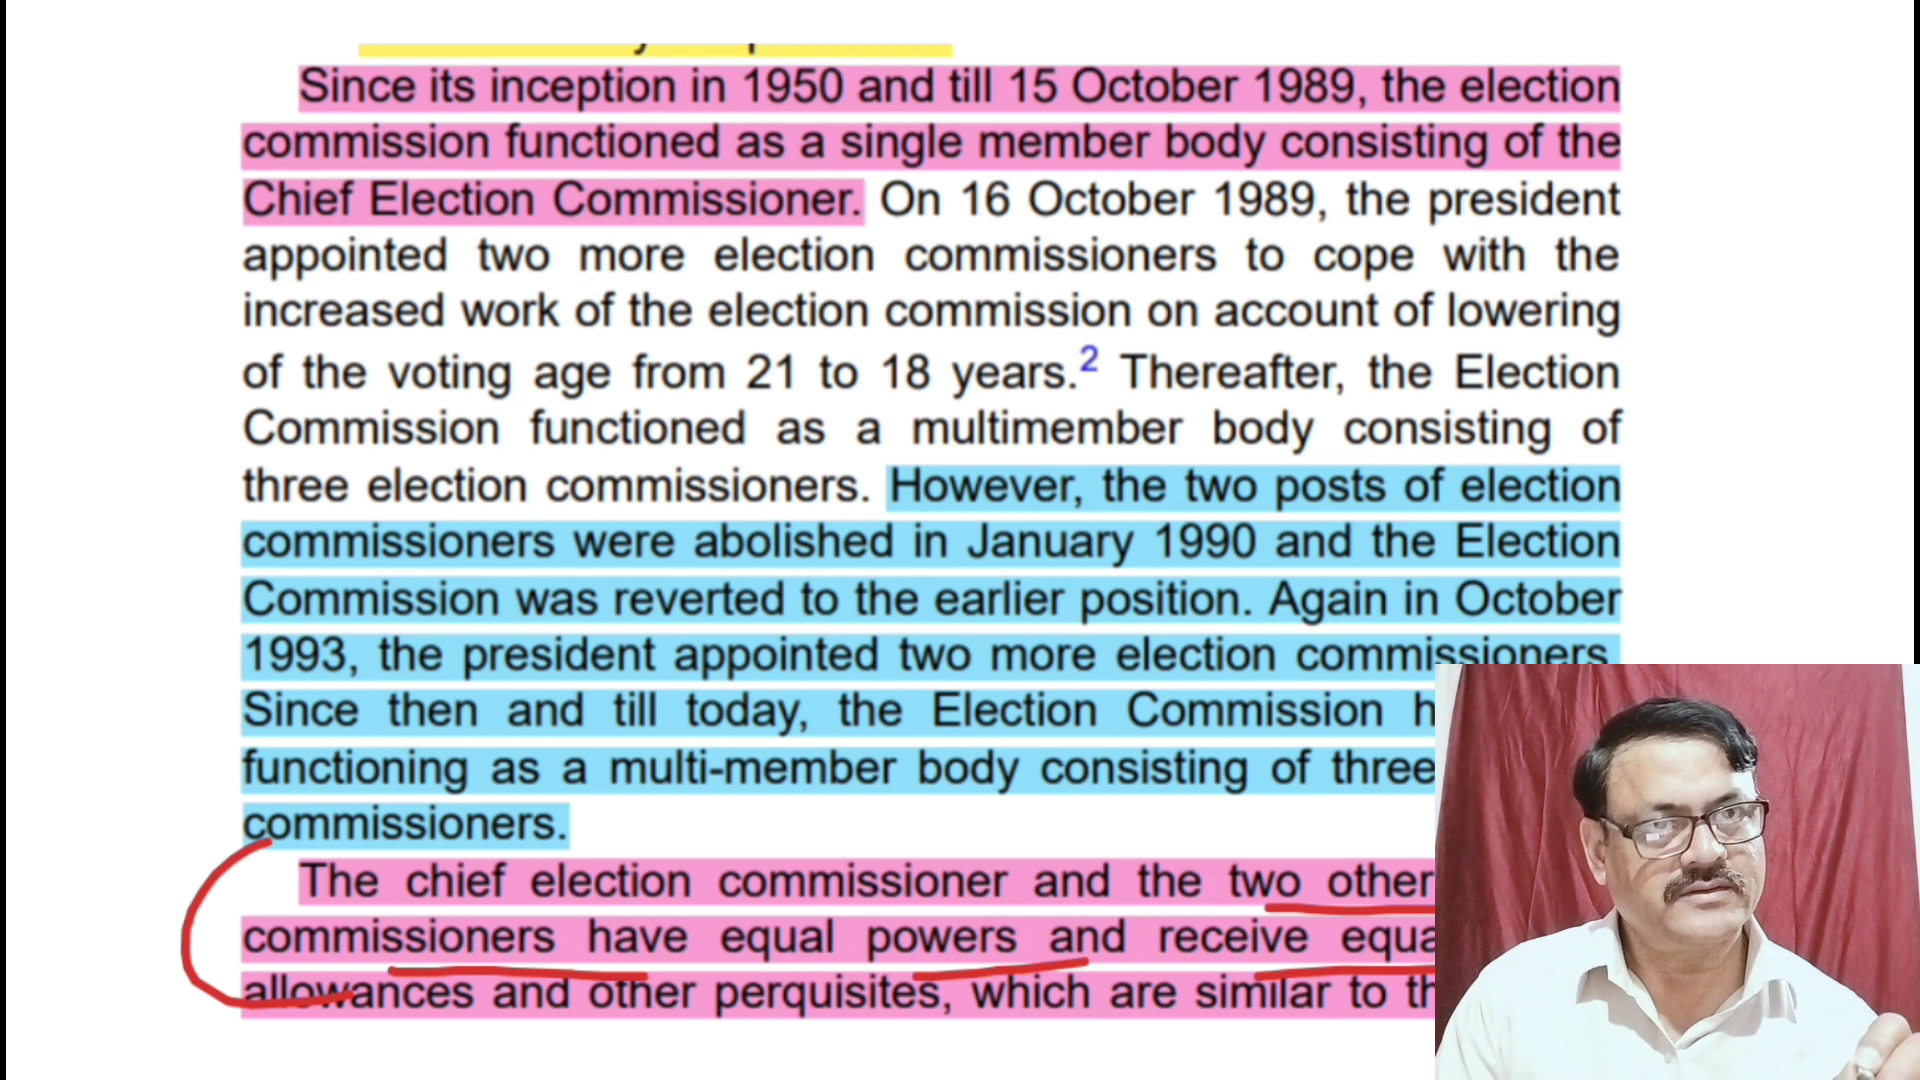 Since its inception in 1950 and till 15 October 1989, the election
commission functioned as a single member body consisting of the
Chief Election Commissioner. On 16 October 1989, the president
appointed two more election commissioners to cope with the
increased work of the election commission on account of lowering
of the voting age from 21 to 18 years.2 Thereafter, the Election
Commission functioned as a multimember body consisting of
three election commissioners. However, the two posts of election
commissioners were abolished in January 1990 and the Election
Commission was reverted to the earlier position. Again in October
1993, the president appointed two more election commissioners.
Since then and till today, the Election Commission
functioning as a multi-member body consisting of three
commissioners.
The chief election commissioner and the two other
commissioners have equal powers and receive
allowances and other perquisites, which are similar to